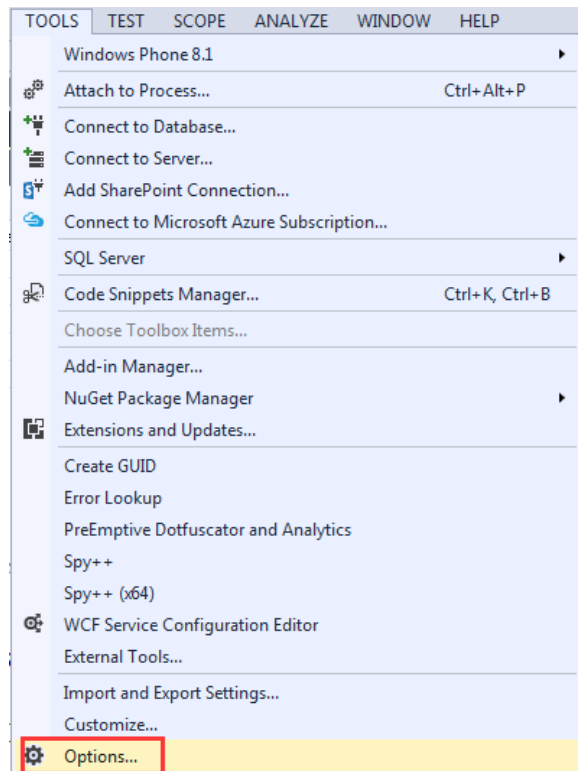 TOOLS TEST SCOPE ANALYZE WINDOW HELP
Windows Phone 8.1
Attach to Process... Ctrl+Alt+P
Connect to Database...
Connect to Server...
Add SharePoint Connection...
Connect to Microsoft Azure Subscription...
SQL Server
Code Snippets Manager... Ctrl+K, Ctrl+B
Choose Toolbox Items...
Add-in Manager...
NuGet Package Manager
Extensions and Updates...
Create GUID
Error Lookup
PreEmptive Dotfuscator and Analytics
Spy++
Spy++ (x64)
WCF Service Configuration Editor
External Tools...
Import and Export Settings...
Customize...
Options...